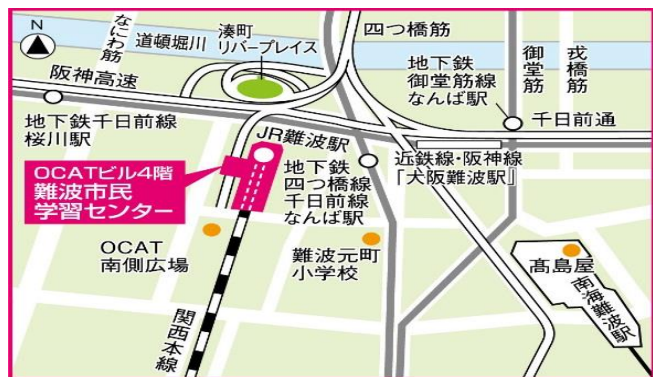 N
なにわ筋
道頓堀川
湊町
リバープレイス
四つ橋筋
阪神高速
地下鉄
御堂筋線
なんば駅
御堂筋
戎橋筋
地下鉄千日前線
桜川駅
千日前通
JR難波駅
近鉄線・阪神線
「大阪難波駅」
OCATビル4階
難波市民
学習センター
地下鉄
四つ橋線
千日前線
なんば駅
OCAT
南側広場
難波元町
小学校
髙島屋
南海難波駅
関西本線